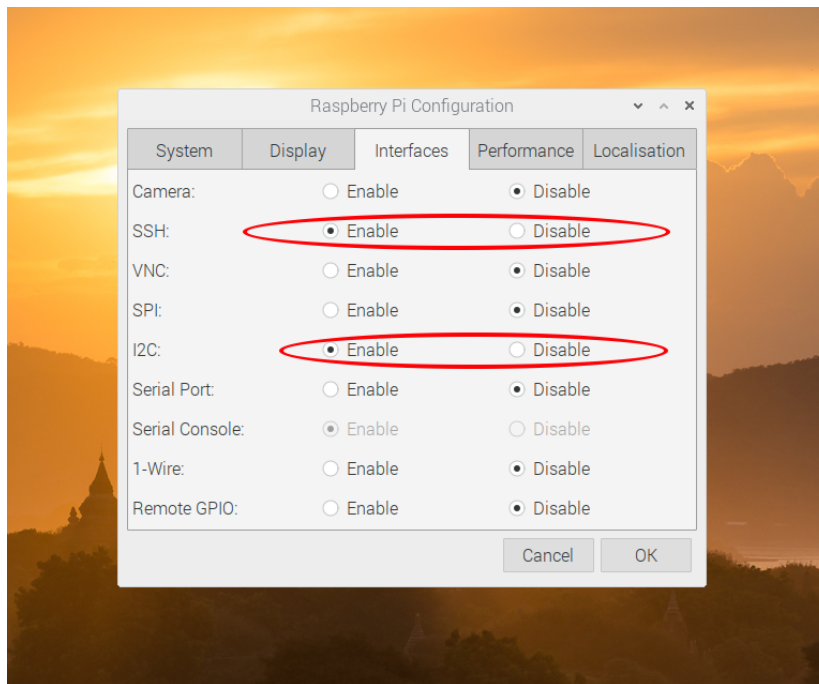 Raspberry Pi Configuration
System Display Interfaces Performance Localisation
Camera: Enable Disable
SSH: Enable Disable
VNC: Enable Disable
SPI: Enable Disable
I2C: Enable Disable
Serial Port: Enable Disable
Serial Console: Enable Disable
1-Wire: Enable Disable
Remote GPIO: Enable Disable
Cancel OK